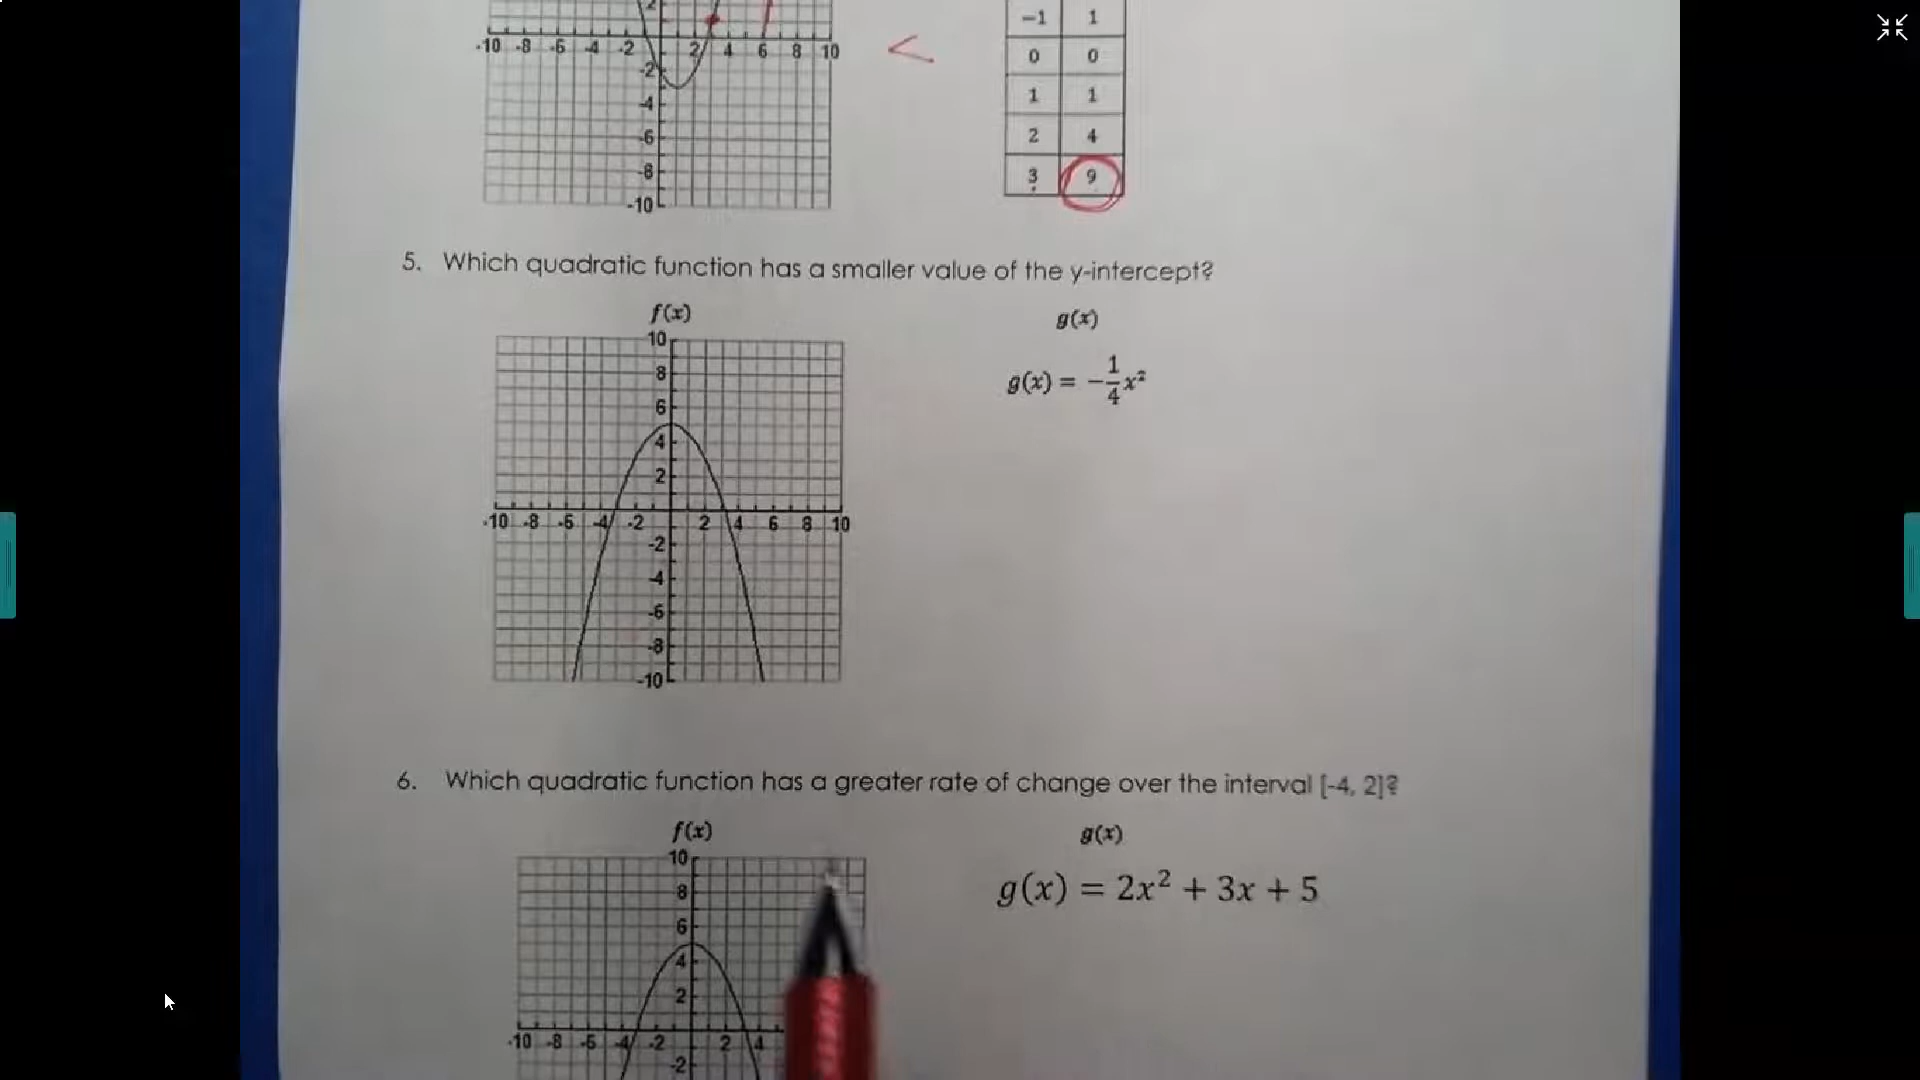 2
-10 -8 -6 -4 -2 2 4 6 8 10
-2
-4
-6
-8
-10
<
−1 1
0 0
1 1
2 4
3 9
5. Which quadratic function has a smaller value of the y-intercept?
f(x)
10
8
6
4
2
-10 -8 -6 -4 -2 2 4 6 8 10
-2
-4
-6
-8
-10
g(x)
g(x) = −1/4x²
6. Which quadratic function has a greater rate of change over the interval [-4, 2]?
f(x)
10
8
6
4
2
-10 -8 -6 -4 -2 2 4
-2
g(x)
g(x) = 2x² + 3x + 5